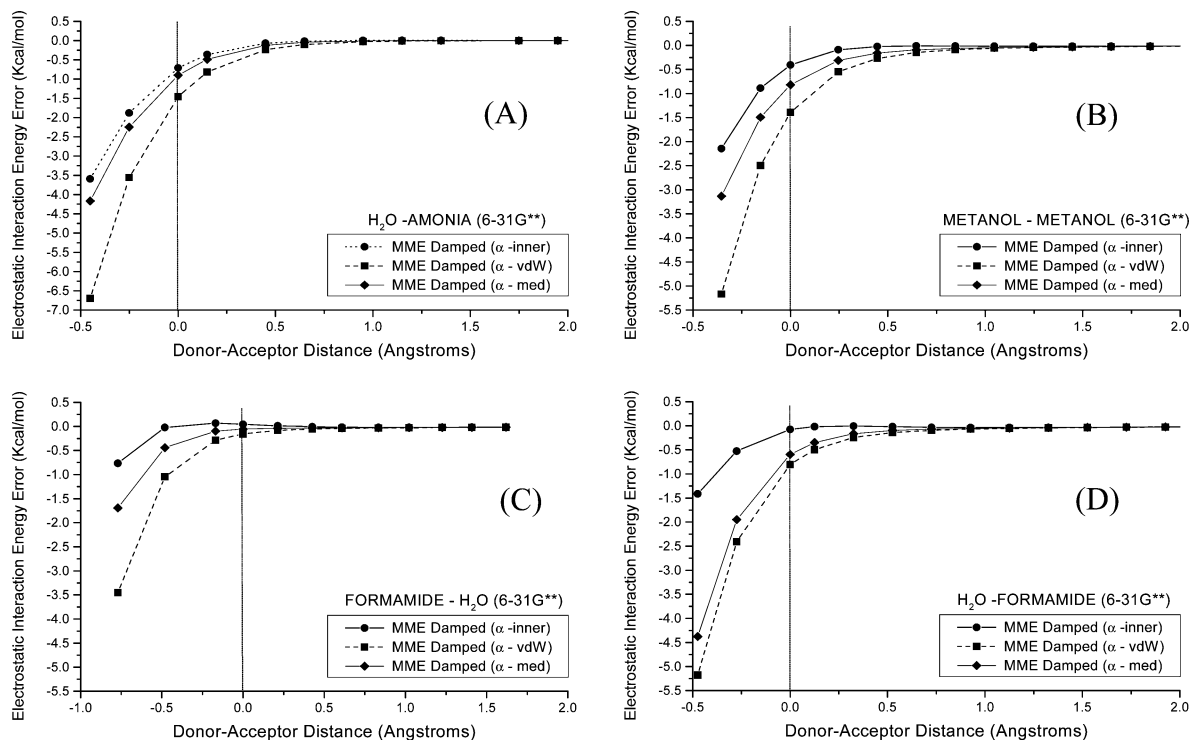 Electrostatic Interaction Energy Error (Kcal/mol)
0.5
0.0
-0.5
-1.0
-1.5
-2.0
-2.5
-3.0
-3.5
-4.0
-4.5
-5.0
-5.5
-6.0
-6.5
-7.0
(A)
H₂O -AMONIA (6-31G**)
MME Damped (α -inner)
MME Damped (α - vdW)
MME Damped (α - med)
-0.5 0.0 0.5 1.0 1.5 2.0
Donor-Acceptor Distance (Angstroms)
Electrostatic Interaction Energy Error (Kcal/mol)
0.5
0.0
-0.5
-1.0
-1.5
-2.0
-2.5
-3.0
-3.5
-4.0
-4.5
-5.0
-5.5
(B)
METANOL - METANOL (6-31G**)
MME Damped (α -inner)
MME Damped (α - vdW)
MME Damped (α - med)
-0.5 0.0 0.5 1.0 1.5 2.0
Donor-Acceptor Distance (Angstroms)
Electrostatic Interaction Energy Error (Kcal/mol)
0.5
0.0
-0.5
-1.0
-1.5
-2.0
-2.5
-3.0
-3.5
-4.0
-4.5
-5.0
-5.5
(C)
FORMAMIDE - H₂O (6-31G**)
MME Damped (α -inner)
MME Damped (α - vdW)
MME Damped (α - med)
-1.0 -0.5 0.0 0.5 1.0 1.5 2.0
Donor-Acceptor Distance (Angstroms)
Electrostatic Interaction Energy Error (Kcal/mol)
0.5
0.0
-0.5
-1.0
-1.5
-2.0
-2.5
-3.0
-3.5
-4.0
-4.5
-5.0
-5.5
(D)
H₂O -FORMAMIDE (6-31G**)
MME Damped (α -inner)
MME Damped (α - vdW)
MME Damped (α - med)
-0.5 0.0 0.5 1.0 1.5 2.0
Donor-Acceptor Distance (Angstroms)